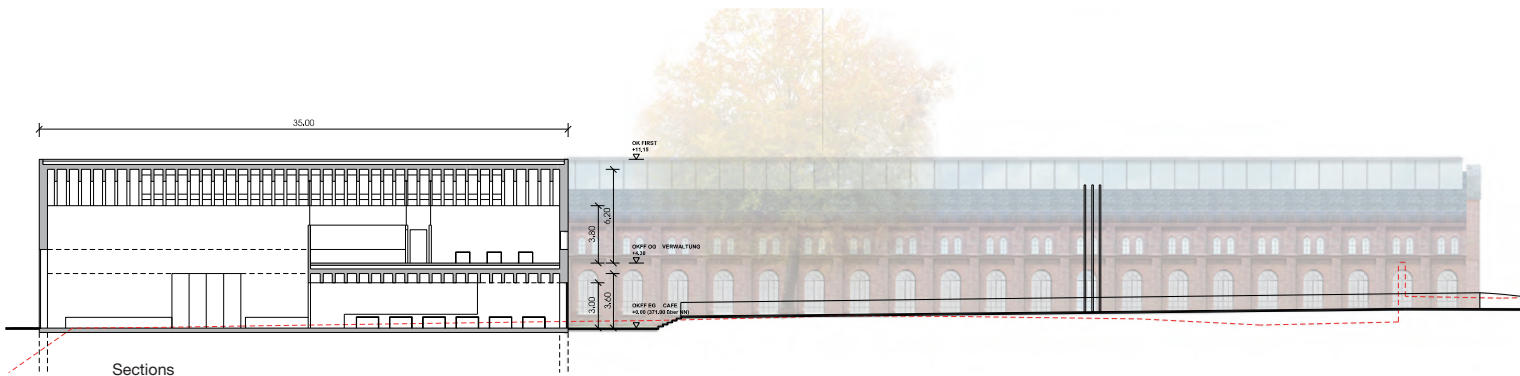 35.00
OK FIRST
+11,15
6,20
3,80
OKFF OG VERWALTUNG
+4,30
3,60
3,00
OKFF EG CAFE
+0,00 (371,00 über NN)
Sections